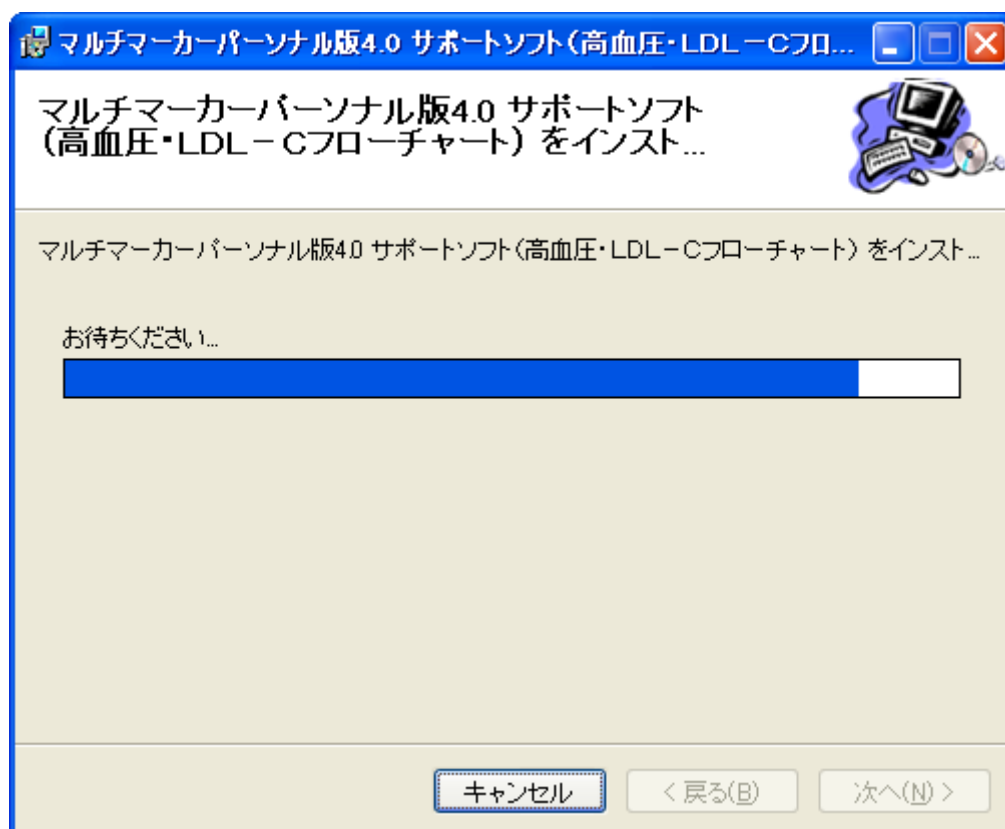 マルチマーカーパーソナル版4.0 サポートソフト(高血圧・LDL－Cフロ...
マルチマーカーパーソナル版4.0 サポートソフト
(高血圧・LDL－Cフローチャート) をインスト...
マルチマーカーパーソナル版4.0 サポートソフト(高血圧・LDL－Cフローチャート) をインスト...
お待ちください...
キャンセル
< 戻る(B)
次へ(N) >